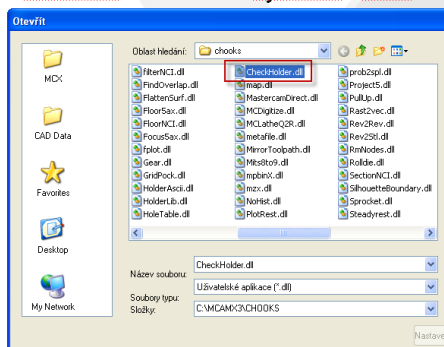 Otevřít
Oblast hledání: chooks
MCX
CAD Data
Favorites
Desktop
My Network
filterNCI.dll
FindOverlap.dll
FlattenSurf.dll
Floor5ax.dll
FloorNCI.dll
Focus5ax.dll
fplot.dll
Gear.dll
GridPock.dll
HolderAscii.dll
HolderLib.dll
HoleTable.dll
CheckHolder.dll
map.dll
MastercamDirect.dll
MCDigitize.dll
MCLatheQ2R.dll
metafile.dll
MirrorToolpath.dll
Mits8to9.dll
mpbinX.dll
mzx.dll
NoHist.dll
PlotRest.dll
prob2spl.dll
Project5.dll
PullUp.dll
Rast2vec.dll
Rev2Rev.dll
Rev2Stl.dll
RmNodes.dll
Rolldie.dll
SectionNCI.dll
SilhouetteBoundary.dll
Sprocket.dll
Steadyrest.dll
Název souboru: CheckHolder.dll
Soubory typu: Uživatelské aplikace (*.dll)
Složky: C:\MCAMX3\CHOOKS